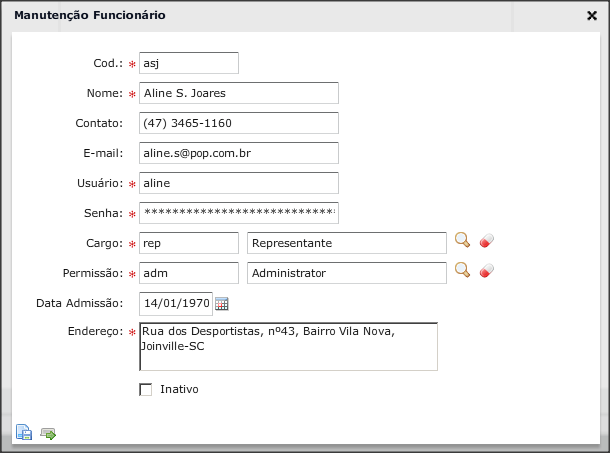 Manutenção Funcionário
Cod.: * asj
Nome: * Aline S. Joares
Contato: (47) 3465-1160
E-mail: aline.s@pop.com.br
Usuário: * aline
Senha: * ****************************
Cargo: * rep Representante
Permissão: * adm Administrator
Data Admissão: 14/01/1970
Endereço: * Rua dos Desportistas, nº43, Bairro Vila Nova,
Joinville-SC
Inativo